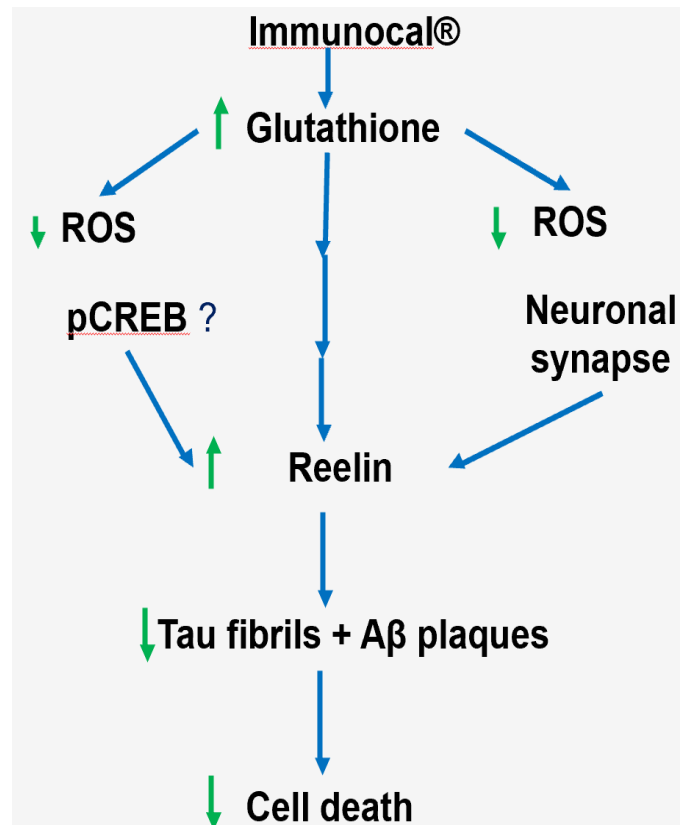 Immunocal®
Glutathione
ROS
ROS
pCREB ?
Neuronal
synapse
Reelin
Tau fibrils + Aβ plaques
Cell death